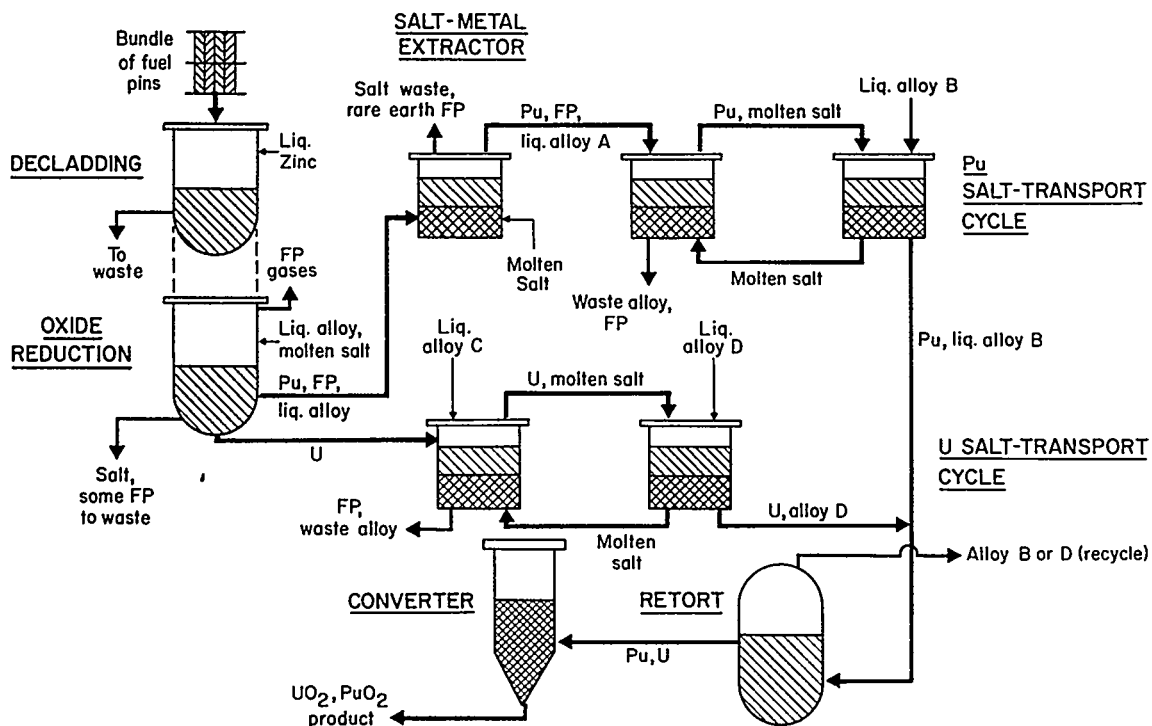 Bundle
of fuel
pins
DECLADDING
Liq.
Zinc
To
waste
FP
gases
OXIDE
REDUCTION
Liq. alloy,
molten salt
Pu, FP,
liq. alloy
U
Salt,
some FP
to waste
SALT-METAL
EXTRACTOR
Salt waste,
rare earth FP
Pu, FP,
liq. alloy A
Molten
Salt
Pu, molten salt
Liq. alloy B
Pu
SALT-TRANSPORT
CYCLE
Molten salt
Waste alloy,
FP
Pu, liq. alloy B
Liq.
alloy C
U, molten salt
Liq.
alloy D
U SALT-TRANSPORT
CYCLE
FP,
waste alloy
Molten
salt
U, alloy D
Alloy B or D (recycle)
CONVERTER
RETORT
Pu, U
UO2, PuO2
product